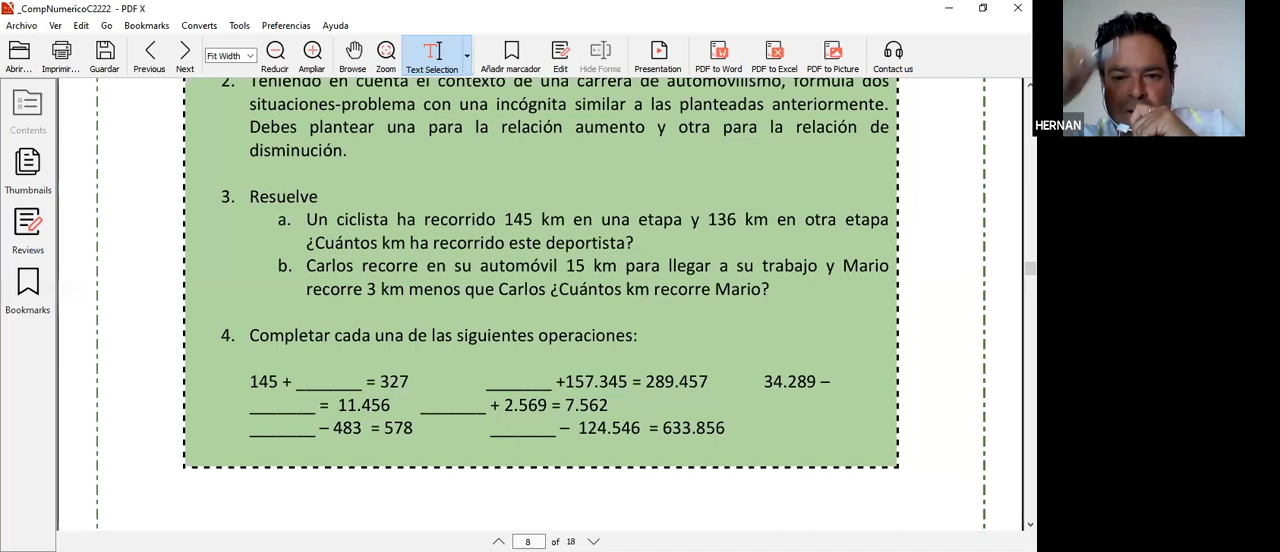 _CompNumericoC2222 - PDF X
Archivo Ver Edit Go Bookmarks Converts Tools Preferencias Ayuda
Abrir... Imprimir... Guardar Previous Next Fit Width Reducir Ampliar Browse Zoom Text Selection Añadir marcador Edit Hide Forms Presentation PDF to Word PDF to Excel PDF to Picture Contact us
Contents
Thumbnails
Reviews
Bookmarks
2. Teniendo en cuenta el contexto de una carrera de automovilismo, formula dos
situaciones-problema con una incógnita similar a las planteadas anteriormente.
Debes plantear una para la relación aumento y otra para la relación de
disminución.
3. Resuelve
a. Un ciclista ha recorrido 145 km en una etapa y 136 km en otra etapa
¿Cuántos km ha recorrido este deportista?
b. Carlos recorre en su automóvil 15 km para llegar a su trabajo y Mario
recorre 3 km menos que Carlos ¿Cuántos km recorre Mario?
4. Completar cada una de las siguientes operaciones:
145 + _______ = 327 _______ +157.345 = 289.457 34.289 –
_______ = 11.456 _______ + 2.569 = 7.562
_______ – 483 = 578 _______ – 124.546 = 633.856
8 of 18
HERNAN